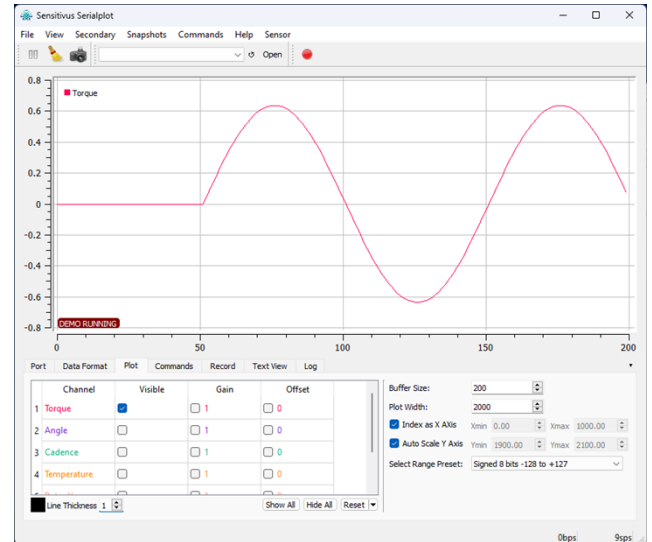 Sensitivus Serialplot
File View Secondary Snapshots Commands Help Sensor
Open
0.8
Torque
0.6
0.4
0.2
0
-0.2
-0.4
-0.6
DEMO RUNNING
-0.8
0 50 100 150 200
Port Data Format Plot Commands Record Text View Log
Channel Visible Gain Offset
1 Torque 1 0
2 Angle 1 0
3 Cadence 1 0
4 Temperature 1 0
Line Thickness 1 Show All Hide All Reset
Buffer Size: 200
Plot Width: 2000
Index as X AXis Xmin 0.00 Xmax 1000.00
Auto Scale Y Axis Ymin 1900.00 Ymax 2100.00
Select Range Preset: Signed 8 bits -128 to +127
0bps 9sps